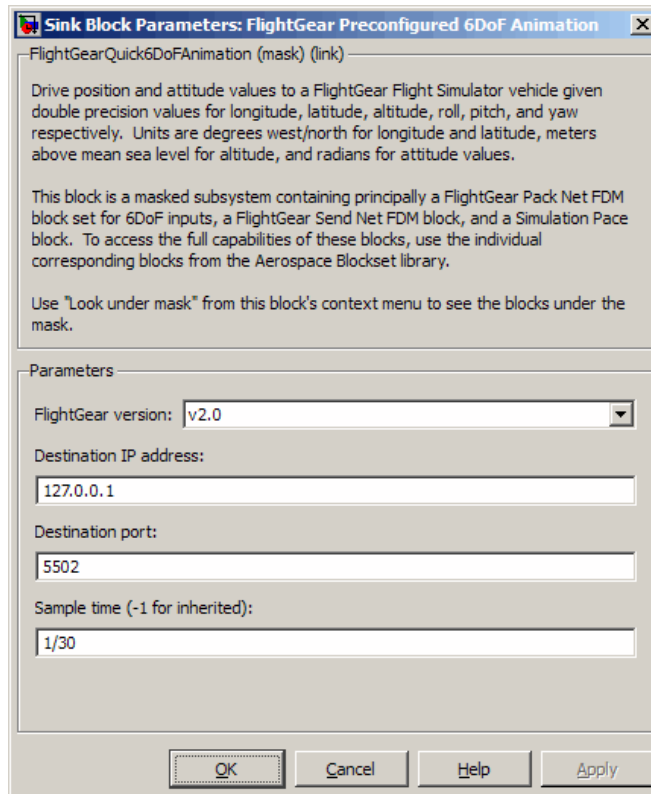 Sink Block Parameters: FlightGear Preconfigured 6DoF Animation
FlightGearQuick6DoFAnimation (mask) (link)
Drive position and attitude values to a FlightGear Flight Simulator vehicle given
double precision values for longitude, latitude, altitude, roll, pitch, and yaw
respectively.  Units are degrees west/north for longitude and latitude, meters
above mean sea level for altitude, and radians for attitude values.
This block is a masked subsystem containing principally a FlightGear Pack Net FDM
block set for 6DoF inputs, a FlightGear Send Net FDM block, and a Simulation Pace
block.  To access the full capabilities of these blocks, use the individual
corresponding blocks from the Aerospace Blockset library.
Use "Look under mask" from this block's context menu to see the blocks under the
mask.
Parameters
FlightGear version: v2.0
Destination IP address:
127.0.0.1
Destination port:
5502
Sample time (-1 for inherited):
1/30
OK Cancel Help Apply